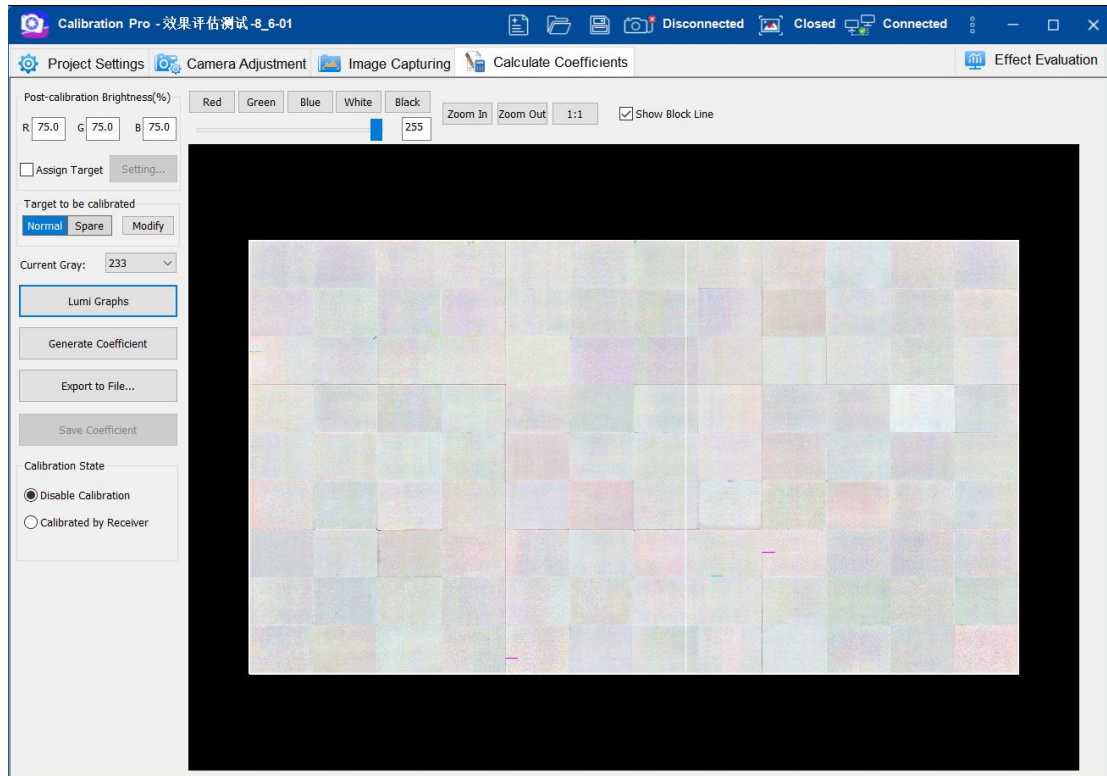 Calibration Pro - 效果评估测试-8_6-01 Disconnected Closed Connected
Project Settings Camera Adjustment Image Capturing Calculate Coefficients Effect Evaluation
Post-calibration Brightness(%) Red Green Blue White Black Zoom In Zoom Out 1:1 Show Block Line
R 75.0 G 75.0 B 75.0 255
Assign Target Setting...
Target to be calibrated
Normal Spare Modify
Current Gray: 233
Lumi Graphs
Generate Coefficient
Export to File...
Save Coefficient
Calibration State
Disable Calibration
Calibrated by Receiver